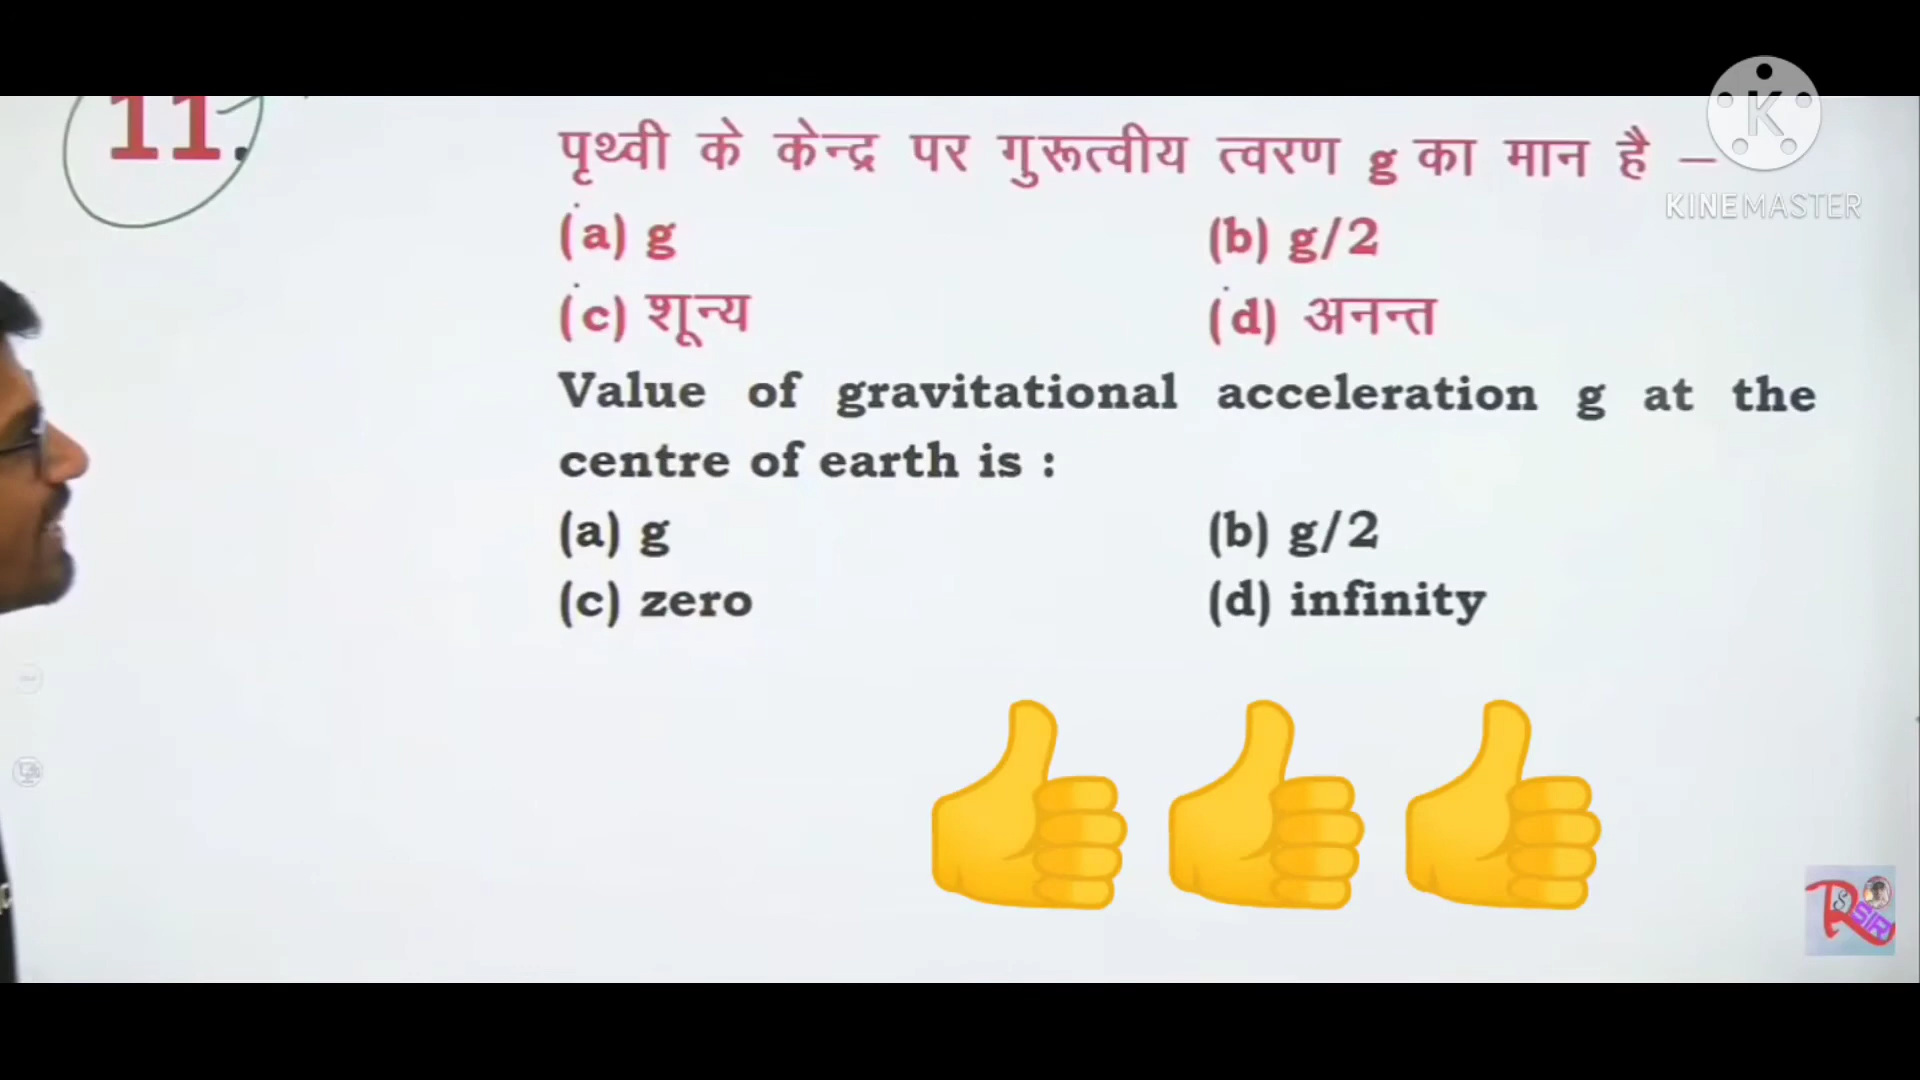 11.
पृथ्वी के केन्द्र पर गुरूत्वीय त्वरण g का मान है –
(a) g (b) g/2
(c) शून्य (d) अनन्त
Value of gravitational acceleration g at the
centre of earth is :
(a) g (b) g/2
(c) zero (d) infinity
K
KINEMASTER
R S SIR